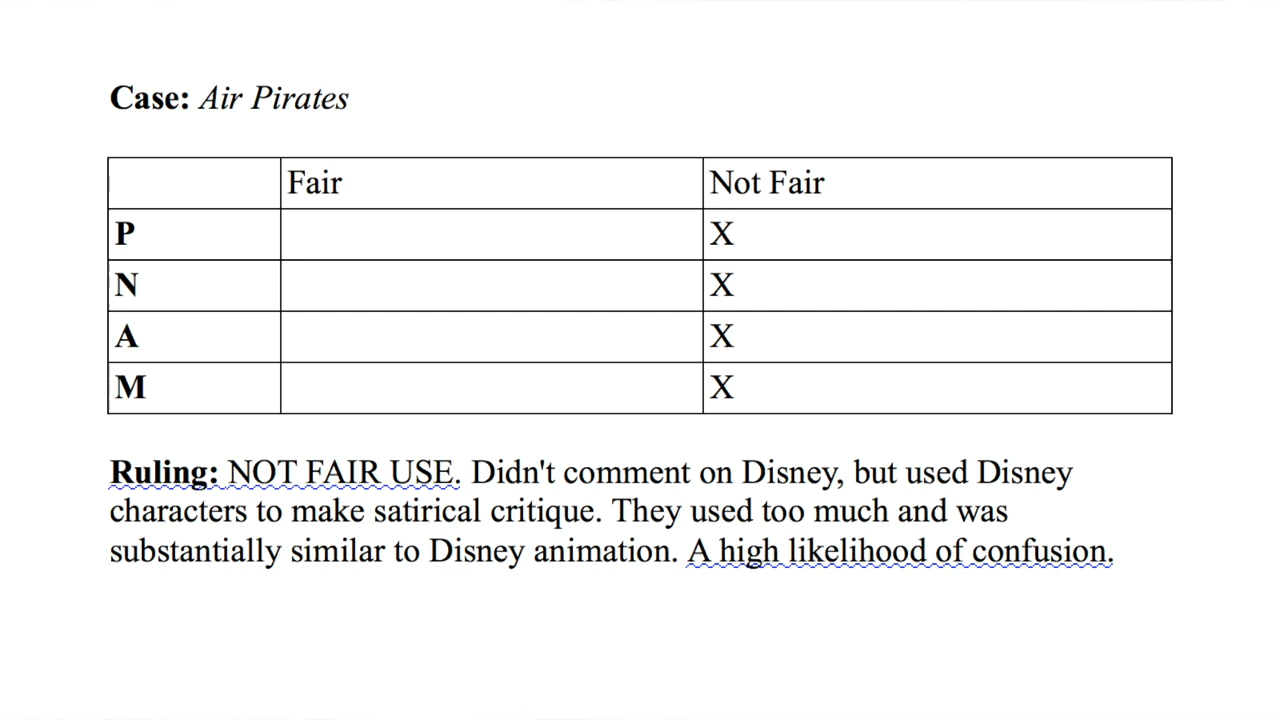 Case: Air Pirates
Fair Not Fair
P X
N X
A X
M X
Ruling: NOT FAIR USE. Didn't comment on Disney, but used Disney
characters to make satirical critique. They used too much and was
substantially similar to Disney animation. A high likelihood of confusion.